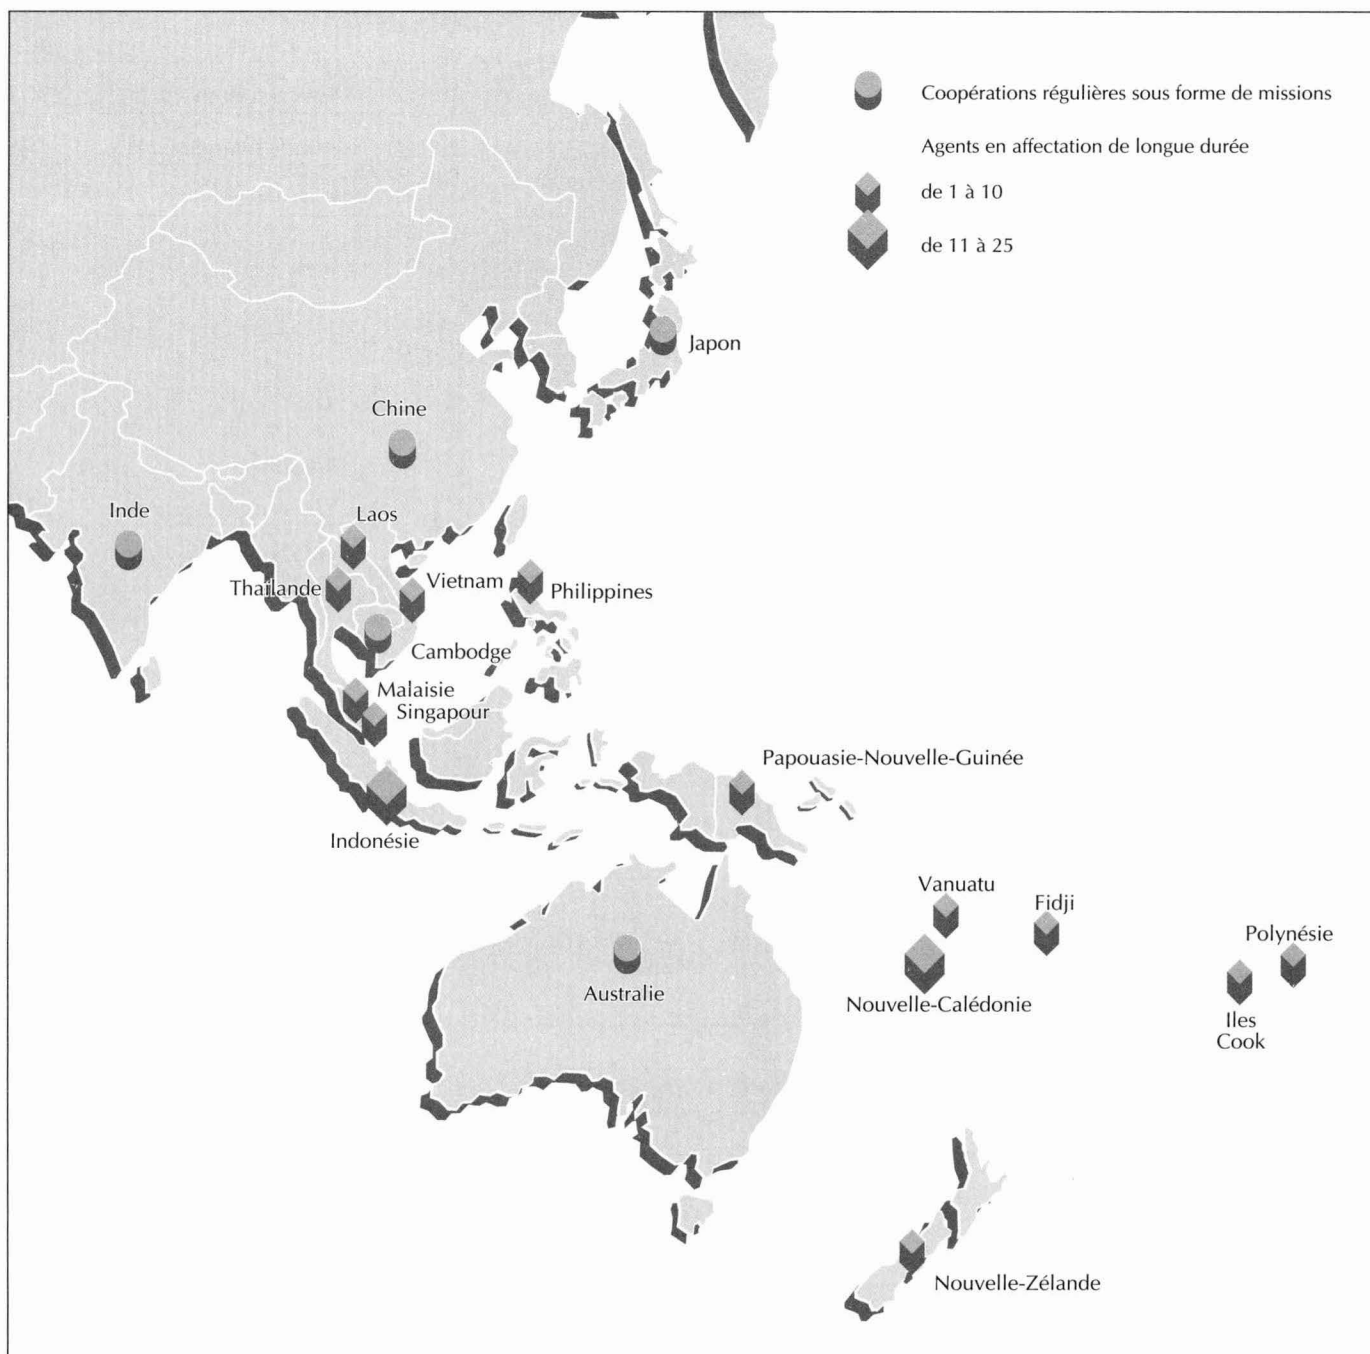 Coopérations régulières sous forme de missions
Agents en affectation de longue durée
de 1 à 10
de 11 à 25
Japon
Chine
Inde
Laos
Thaïlande
Vietnam
Philippines
Cambodge
Malaisie
Singapour
Papouasie-Nouvelle-Guinée
Indonésie
Vanuatu
Fidji
Polynésie
Australie
Nouvelle-Calédonie
Iles
Cook
Nouvelle-Zélande